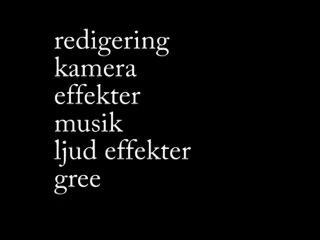 redigering
kamera
effekter
musik
ljud effekter
gree